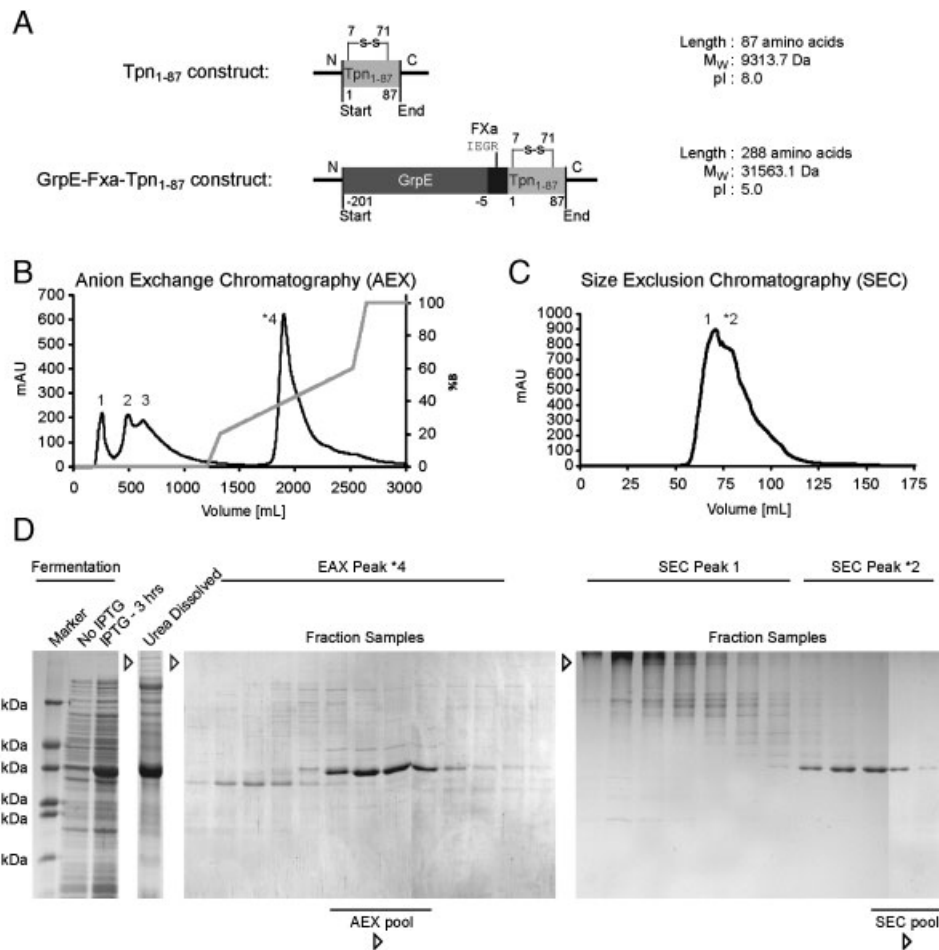 A
Tpn1-87 construct:
N
7 71
S-S
C
Tpn1-87
1 87
Start End
Length : 87 amino acids
MW : 9313.7 Da
pI : 8.0
GrpE-Fxa-Tpn1-87 construct:
FXa
IEGR
7 71
S-S
N
GrpE
Tpn1-87
C
-201 -5 1 87
Start End
Length : 288 amino acids
MW : 31563.1 Da
pI : 5.0
B
Anion Exchange Chromatography (AEX)
mAU
700
600
500
400
300
200
100
0
1 2 3 *4
100
80
60
40
20
0
%B
0 500 1000 1500 2000 2500 3000
Volume [mL]
C
Size Exclusion Chromatography (SEC)
mAU
1000
900
800
700
600
500
400
300
200
100
0
1 *2
0 25 50 75 100 125 150 175
Volume [mL]
D
Fermentation
Marker
No IPTG
IPTG - 3 hrs
Urea Dissolved
EAX Peak *4
Fraction Samples
SEC Peak 1
SEC Peak *2
Fraction Samples
kDa
kDa
kDa
kDa
kDa
kDa
AEX pool
SEC pool